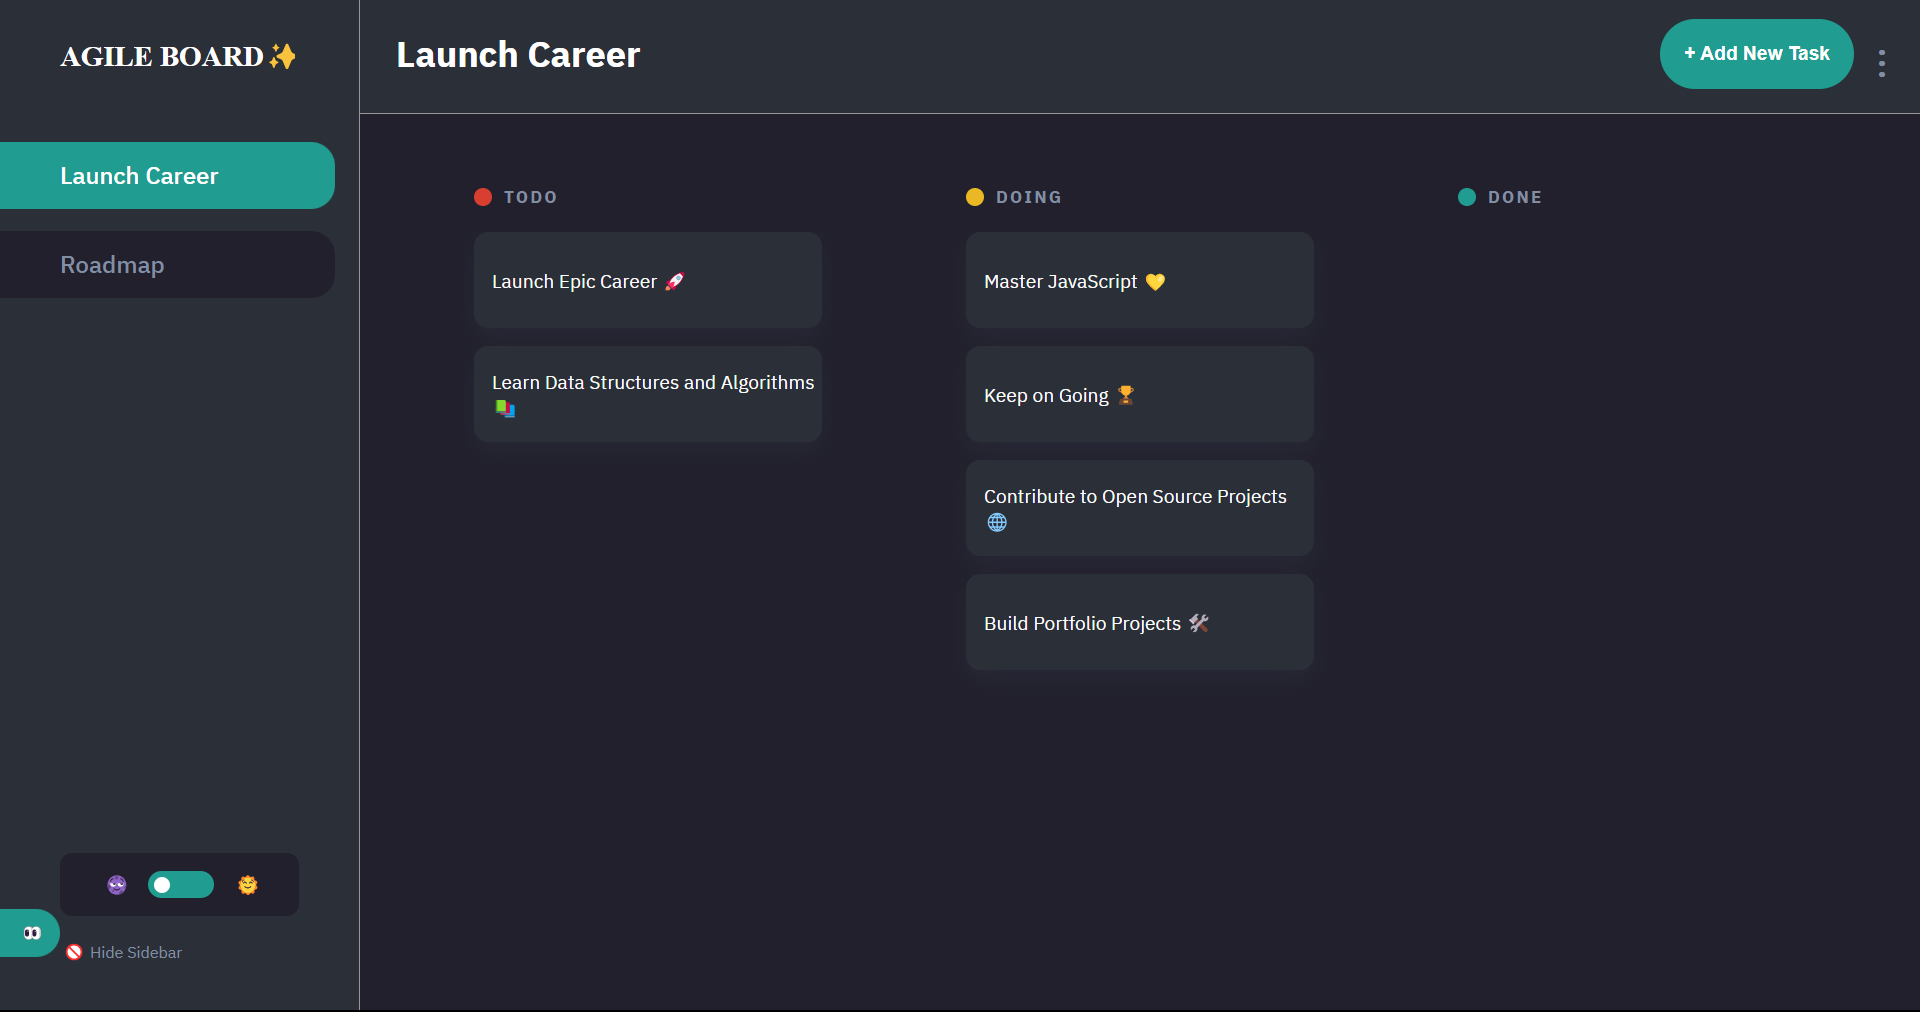 AGILE BOARD✨
Launch Career
Roadmap
🚫 Hide Sidebar
Launch Career
+ Add New Task
TODO
Launch Epic Career 🚀
Learn Data Structures and Algorithms
📚
DOING
Master JavaScript 💛
Keep on Going 🏆
Contribute to Open Source Projects
🌐
Build Portfolio Projects 🛠️
DONE